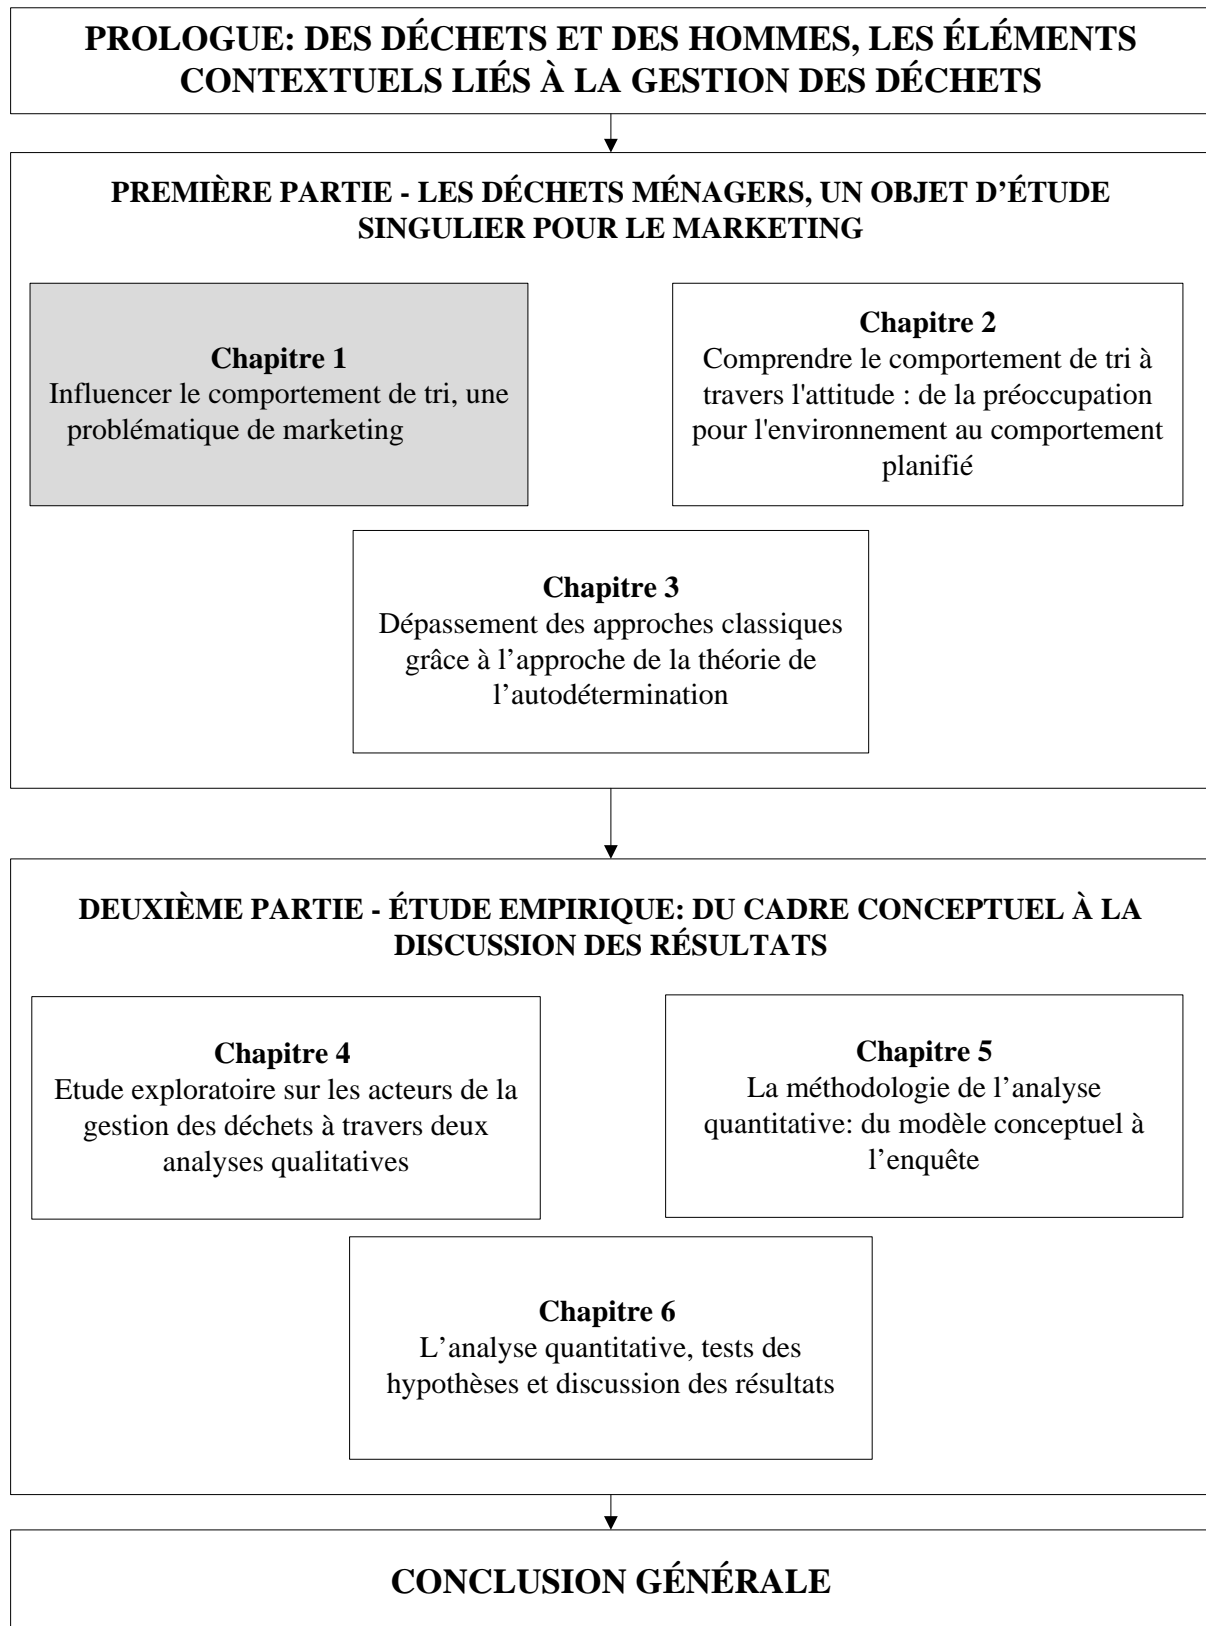 PROLOGUE: DES DÉCHETS ET DES HOMMES, LES ÉLÉMENTS
CONTEXTUELS LIÉS À LA GESTION DES DÉCHETS
PREMIÈRE PARTIE - LES DÉCHETS MÉNAGERS, UN OBJET D’ÉTUDE
SINGULIER POUR LE MARKETING
Chapitre 1
Influencer le comportement de tri, une
problématique de marketing
Chapitre 2
Comprendre le comportement de tri à
travers l'attitude : de la préoccupation
pour l'environnement au comportement
planifié
Chapitre 3
Dépassement des approches classiques
grâce à l’approche de la théorie de
l’autodétermination
DEUXIÈME PARTIE - ÉTUDE EMPIRIQUE: DU CADRE CONCEPTUEL À LA
DISCUSSION DES RÉSULTATS
Chapitre 4
Etude exploratoire sur les acteurs de la
gestion des déchets à travers deux
analyses qualitatives
Chapitre 5
La méthodologie de l’analyse
quantitative: du modèle conceptuel à
l’enquête
Chapitre 6
L’analyse quantitative, tests des
hypothèses et discussion des résultats
CONCLUSION GÉNÉRALE